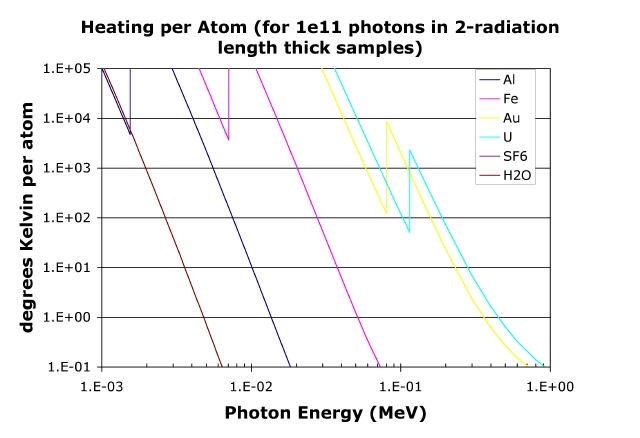 Heating per Atom (for 1e11 photons in 2-radiation
length thick samples)
degrees Kelvin per atom
1.E+05
1.E+04
1.E+03
1.E+02
1.E+01
1.E+00
1.E-01
Al
Fe
Au
U
SF6
H2O
1.E-03
1.E-02
1.E-01
1.E+00
Photon Energy (MeV)